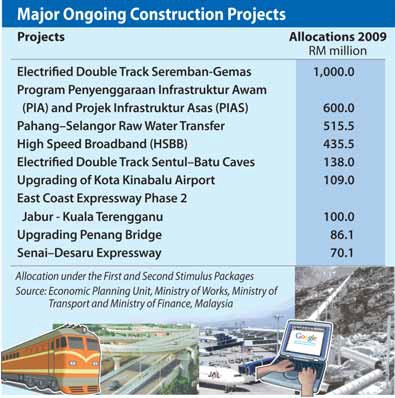 Major Ongoing Construction Projects
Projects Allocations 2009
RM million
Electrified Double Track Seremban-Gemas 1,000.0
Program Penyenggaraan Infrastruktur Awam
(PIA) and Projek Infrastruktur Asas (PIAS) 600.0
Pahang–Selangor Raw Water Transfer 515.5
High Speed Broadband (HSBB) 435.5
Electrified Double Track Sentul–Batu Caves 138.0
Upgrading of Kota Kinabalu Airport 109.0
East Coast Expressway Phase 2
Jabur - Kuala Terengganu 100.0
Upgrading Penang Bridge 86.1
Senai–Desaru Expressway 70.1
Allocation under the First and Second Stimulus Packages
Source: Economic Planning Unit, Ministry of Works, Ministry of
Transport and Ministry of Finance, Malaysia
Google